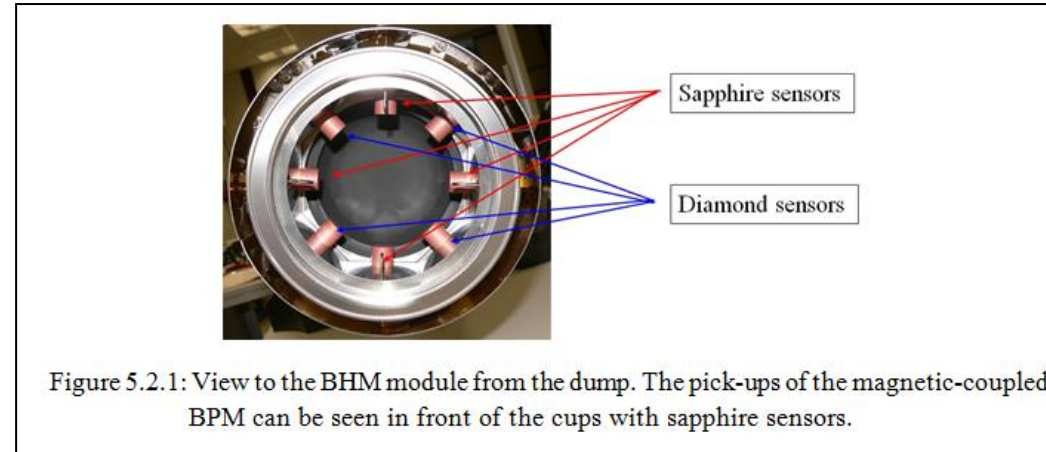 Sapphire sensors
Diamond sensors
Figure 5.2.1: View to the BHM module from the dump. The pick-ups of the magnetic-coupled
BPM can be seen in front of the cups with sapphire sensors.